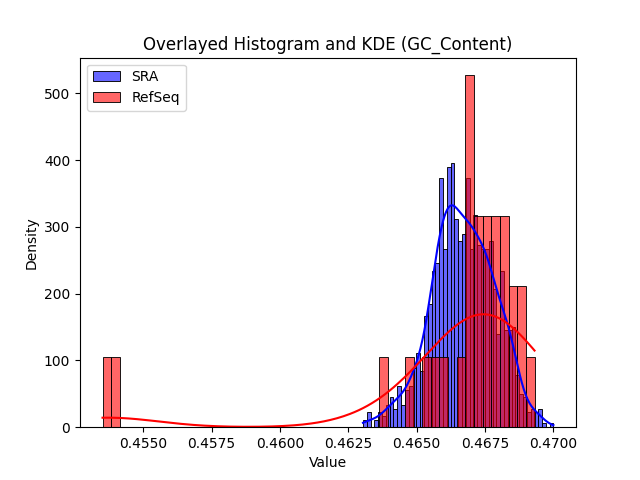 Overlayed Histogram and KDE (GC_Content)
SRA
RefSeq
500
400
300
200
100
0
Density
0.4550
0.4575
0.4600
0.4625
0.4650
0.4675
0.4700
Value